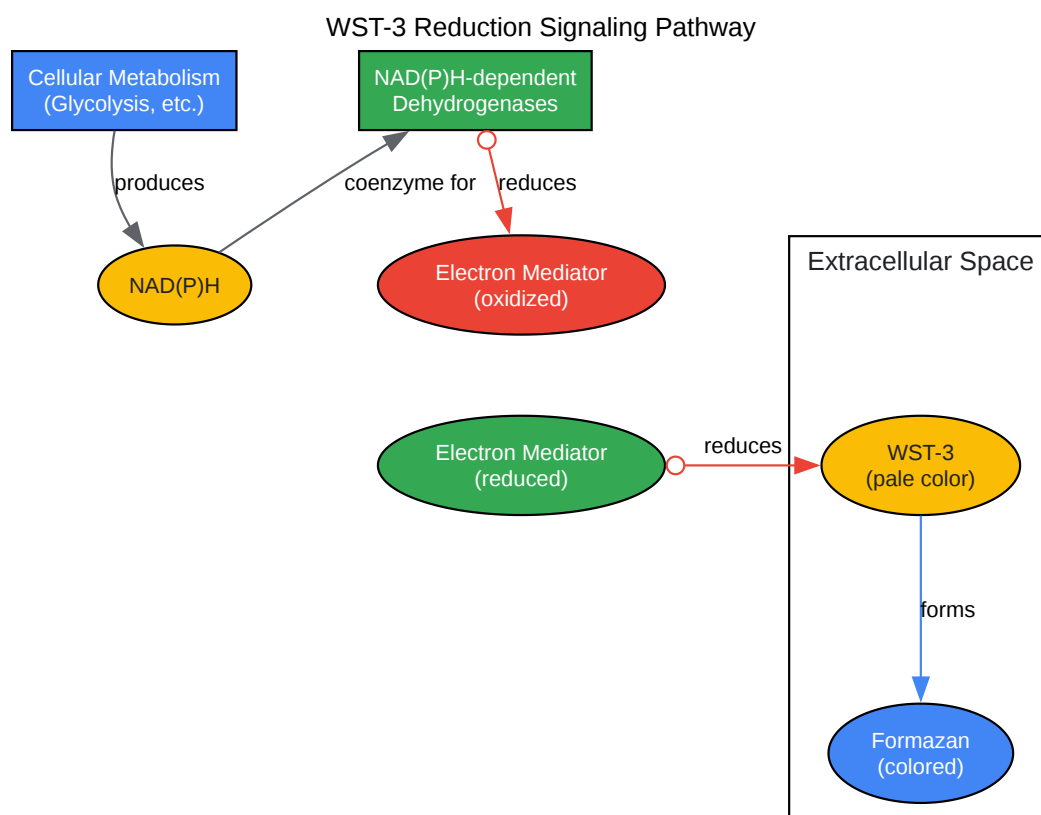 WST-3 Reduction Signaling Pathway
Cellular Metabolism
(Glycolysis, etc.)
NAD(P)H-dependent
Dehydrogenases
produces
coenzyme for
reduces
NAD(P)H
Electron Mediator
(oxidized)
Extracellular Space
Electron Mediator
(reduced)
reduces
WST-3
(pale color)
forms
Formazan
(colored)